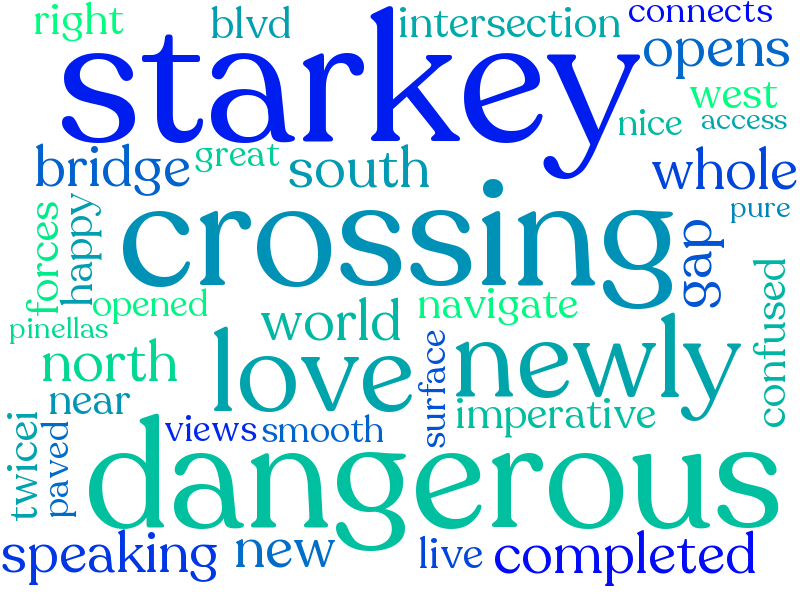 right
blvd
intersection
connects
starkey
opens
west
nice
access
bridge
great
south
whole
crossing
pure
forces
happy
gap
opened
navigate
confused
pinellas
world
north
love
newly
near
surface
imperative
twicei
paved
views
smooth
dangerous
speaking
new
live
completed